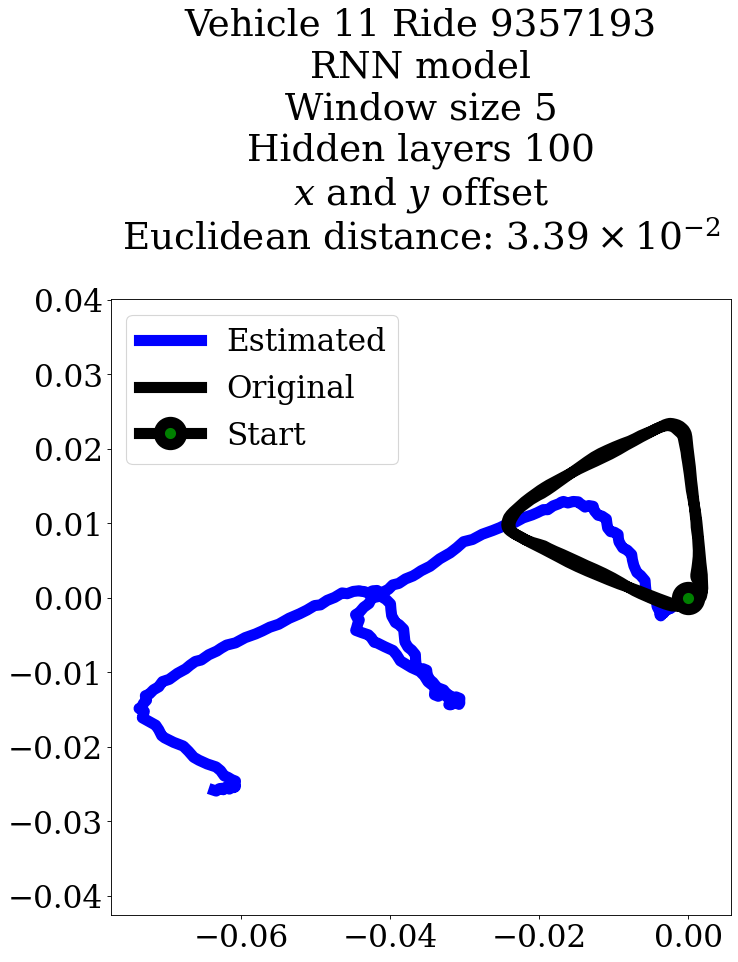 Vehicle 11 Ride 9357193
RNN model
Window size 5
Hidden layers 100
x and y offset
Euclidean distance: 3.39 × 10⁻²
0.04
0.03
0.02
0.01
0.00
−0.01
−0.02
−0.03
−0.04
Estimated
Original
Start
−0.06 −0.04 −0.02 0.00